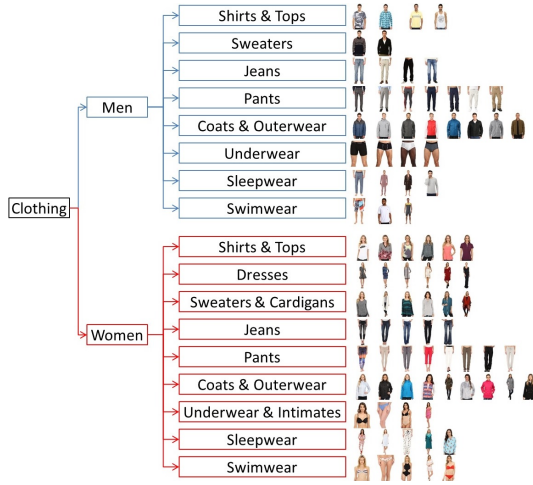 Clothing
Men
Shirts & Tops
Sweaters
Jeans
Pants
Coats & Outerwear
Underwear
Sleepwear
Swimwear
Women
Shirts & Tops
Dresses
Sweaters & Cardigans
Jeans
Pants
Coats & Outerwear
Underwear & Intimates
Sleepwear
Swimwear